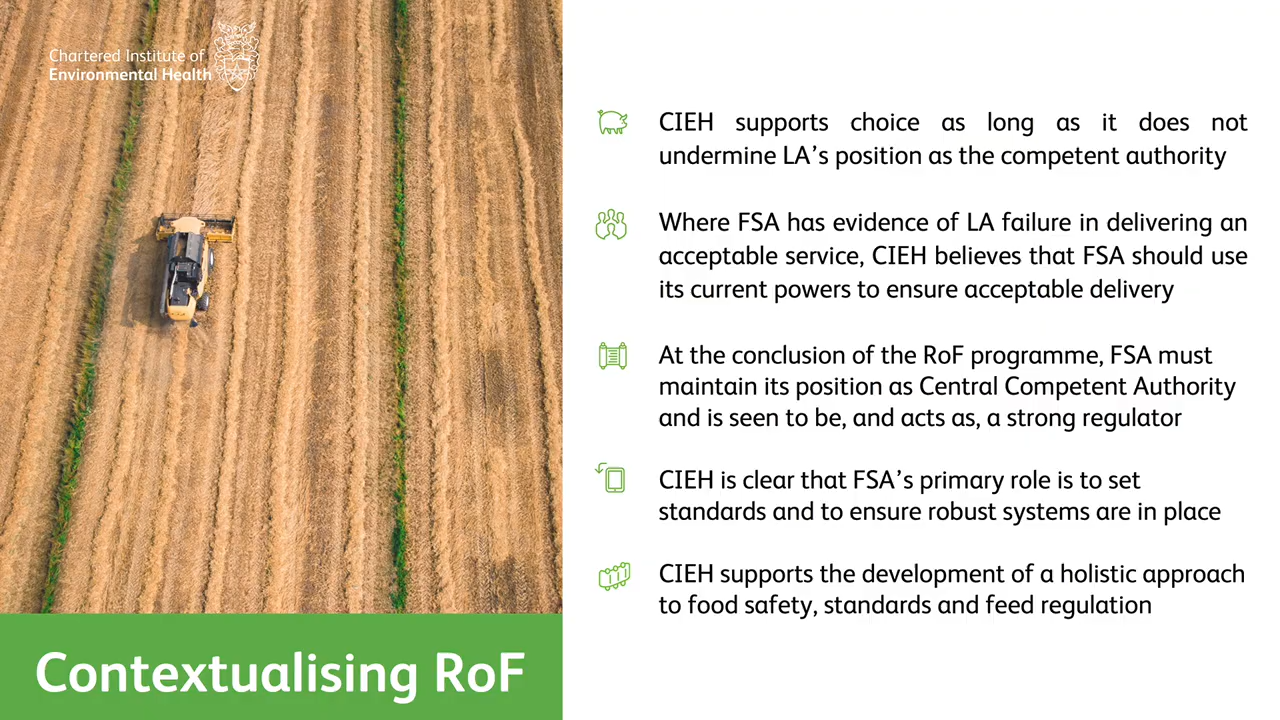 Chartered Institute of
Environmental Health
CIEH supports choice as long as it does not
undermine LA’s position as the competent authority
Where FSA has evidence of LA failure in delivering an
acceptable service, CIEH believes that FSA should use
its current powers to ensure acceptable delivery
At the conclusion of the RoF programme, FSA must
maintain its position as Central Competent Authority
and is seen to be, and acts as, a strong regulator
CIEH is clear that FSA’s primary role is to set
standards and to ensure robust systems are in place
CIEH supports the development of a holistic approach
to food safety, standards and feed regulation
Contextualising RoF